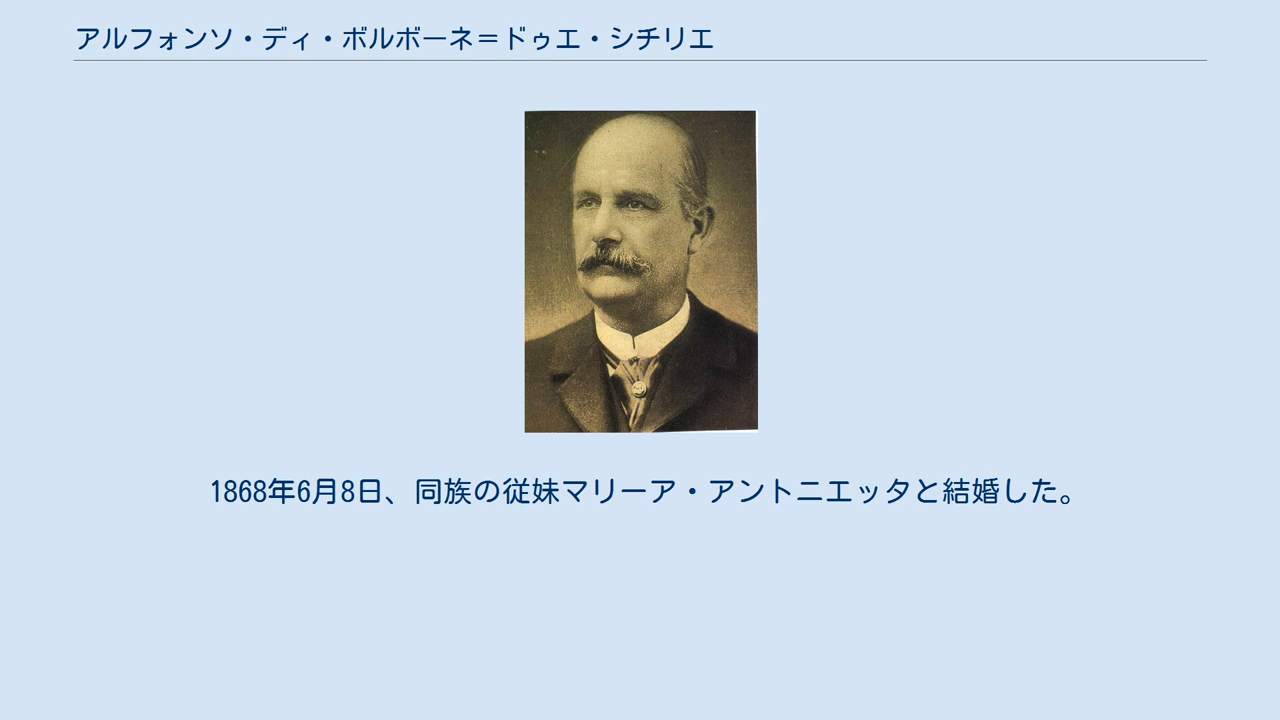 アルフォンソ・ディ・ボルボーネ＝ドゥエ・シチリエ
1868年6月8日、同族の従妹マリーア・アントニエッタと結婚した。